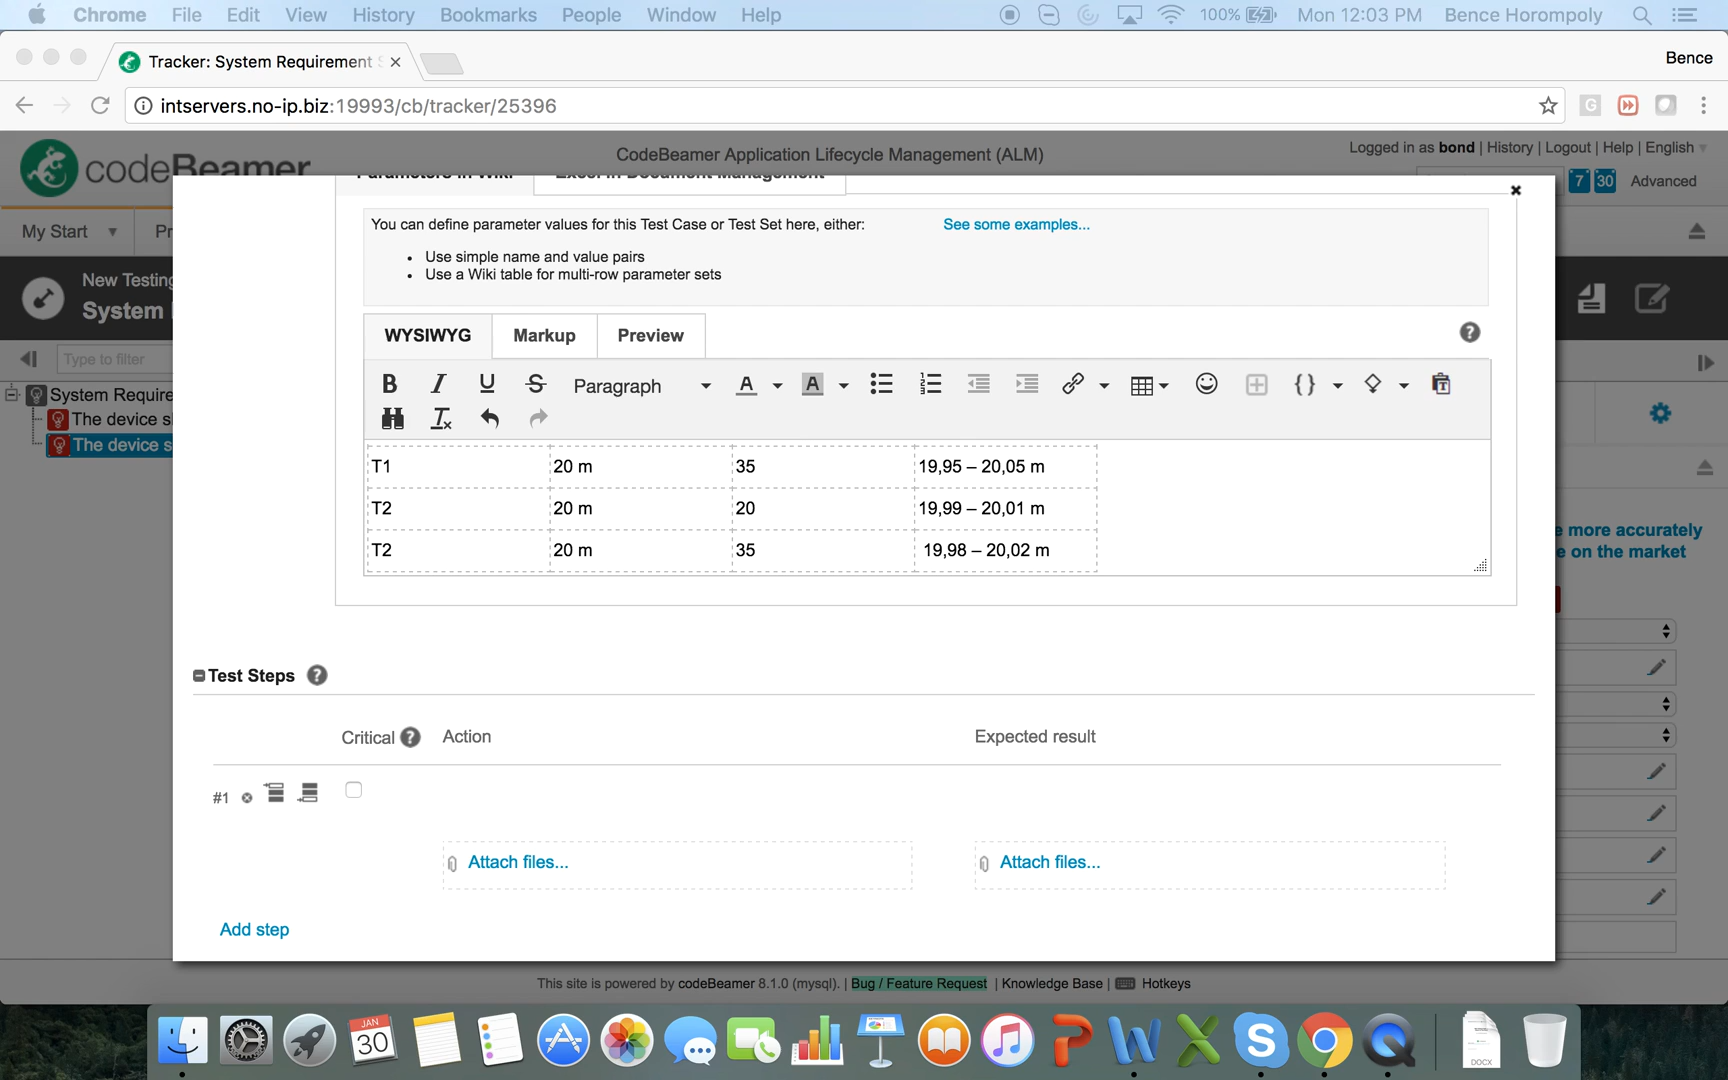 Chrome File Edit View History Bookmarks People Window Help 100% Mon 12:03 PM Bence Horompoly
Tracker: System Requirement S Bence
intservers.no-ip.biz:19993/cb/tracker/25396
codeBeamer CodeBeamer Application Lifecycle Management (ALM) Logged in as bond | History | Logout | Help | English
7 30 Advanced
Parameters in Wiki Excel in Document Management
My Start Pr
You can define parameter values for this Test Case or Test Set here, either: See some examples...
• Use simple name and value pairs
• Use a Wiki table for multi-row parameter sets
New Testing
System
WYSIWYG Markup Preview
Type to filter
B I U S Paragraph A A
System Require
The device s
The device s
T1 20 m 35 19,95 – 20,05 m
T2 20 m 20 19,99 – 20,01 m
T2 20 m 35 19,98 – 20,02 m
e more accurately
e on the market
Test Steps
Critical Action Expected result
#1
Attach files... Attach files...
Add step
This site is powered by codeBeamer 8.1.0 (mysql). | Bug / Feature Request | Knowledge Base | Hotkeys
JAN
30
DOCX